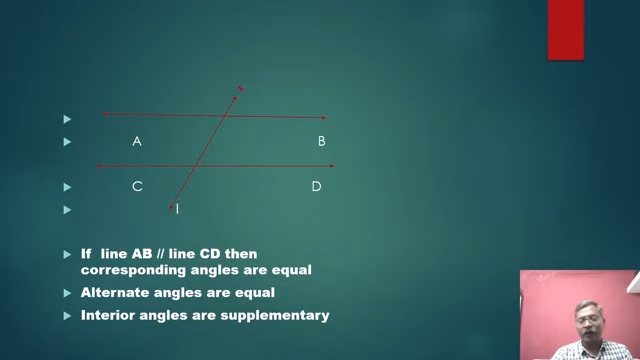 A B
C D
l
If line AB // line CD then
corresponding angles are equal
Alternate angles are equal
Interior angles are supplementary